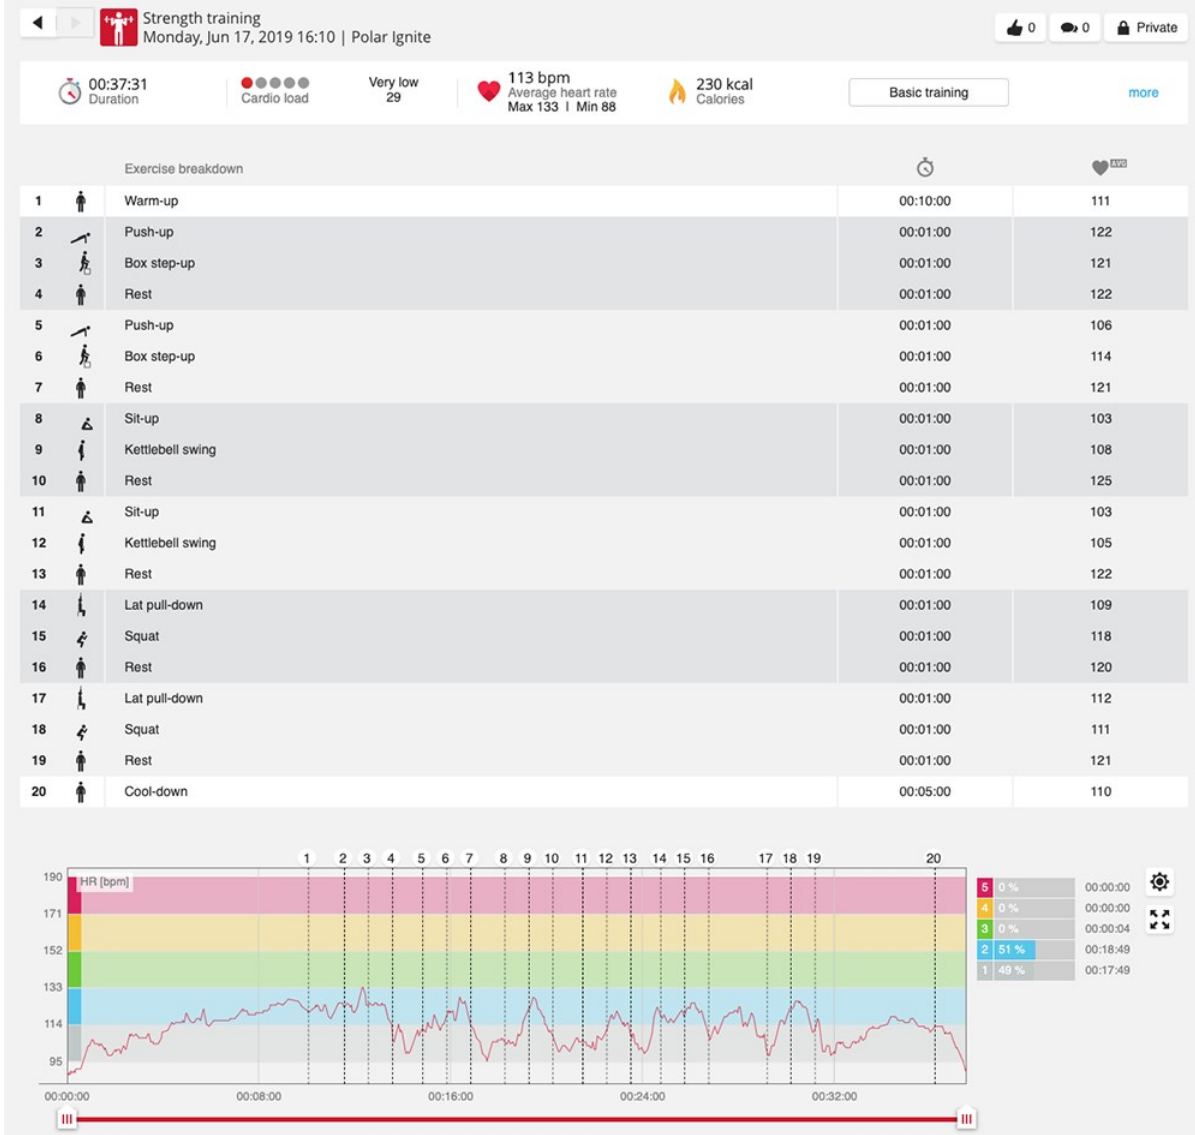 Strength training
Monday, Jun 17, 2019 16:10 | Polar Ignite
0
0
Private
00:37:31
Duration
Cardio load
Very low
29
113 bpm
Average heart rate
Max 133 | Min 88
230 kcal
Calories
Basic training
more
Exercise breakdown
AVG
1 Warm-up 00:10:00 111
2 Push-up 00:01:00 122
3 Box step-up 00:01:00 121
4 Rest 00:01:00 122
5 Push-up 00:01:00 106
6 Box step-up 00:01:00 114
7 Rest 00:01:00 121
8 Sit-up 00:01:00 103
9 Kettlebell swing 00:01:00 108
10 Rest 00:01:00 125
11 Sit-up 00:01:00 103
12 Kettlebell swing 00:01:00 105
13 Rest 00:01:00 122
14 Lat pull-down 00:01:00 109
15 Squat 00:01:00 118
16 Rest 00:01:00 120
17 Lat pull-down 00:01:00 112
18 Squat 00:01:00 111
19 Rest 00:01:00 121
20 Cool-down 00:05:00 110
1 2 3 4 5 6 7 8 9 10 11 12 13 14 15 16 17 18 19 20
HR [bpm]
190
171
152
133
114
95
00:00:00 00:08:00 00:16:00 00:24:00 00:32:00
5 0 % 00:00:00
4 0 % 00:00:00
3 0 % 00:00:04
2 51 % 00:18:49
1 49 % 00:17:49